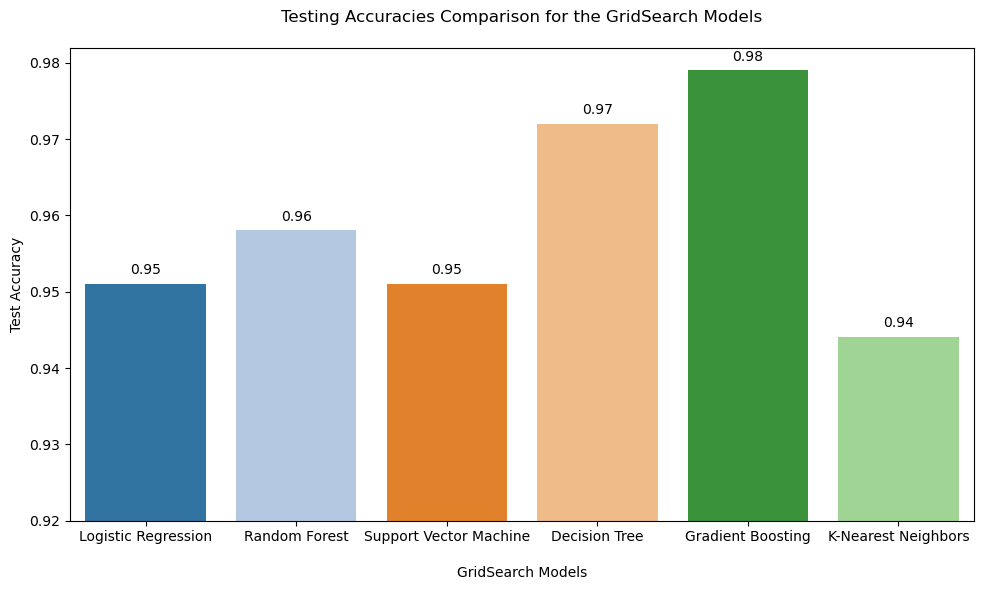 Testing Accuracies Comparison for the GridSearch Models
0.98
0.97
0.96
0.95
0.94
0.93
0.92
Test Accuracy
0.95
0.96
0.95
0.97
0.98
0.94
Logistic Regression
Random Forest
Support Vector Machine
Decision Tree
Gradient Boosting
K-Nearest Neighbors
GridSearch Models